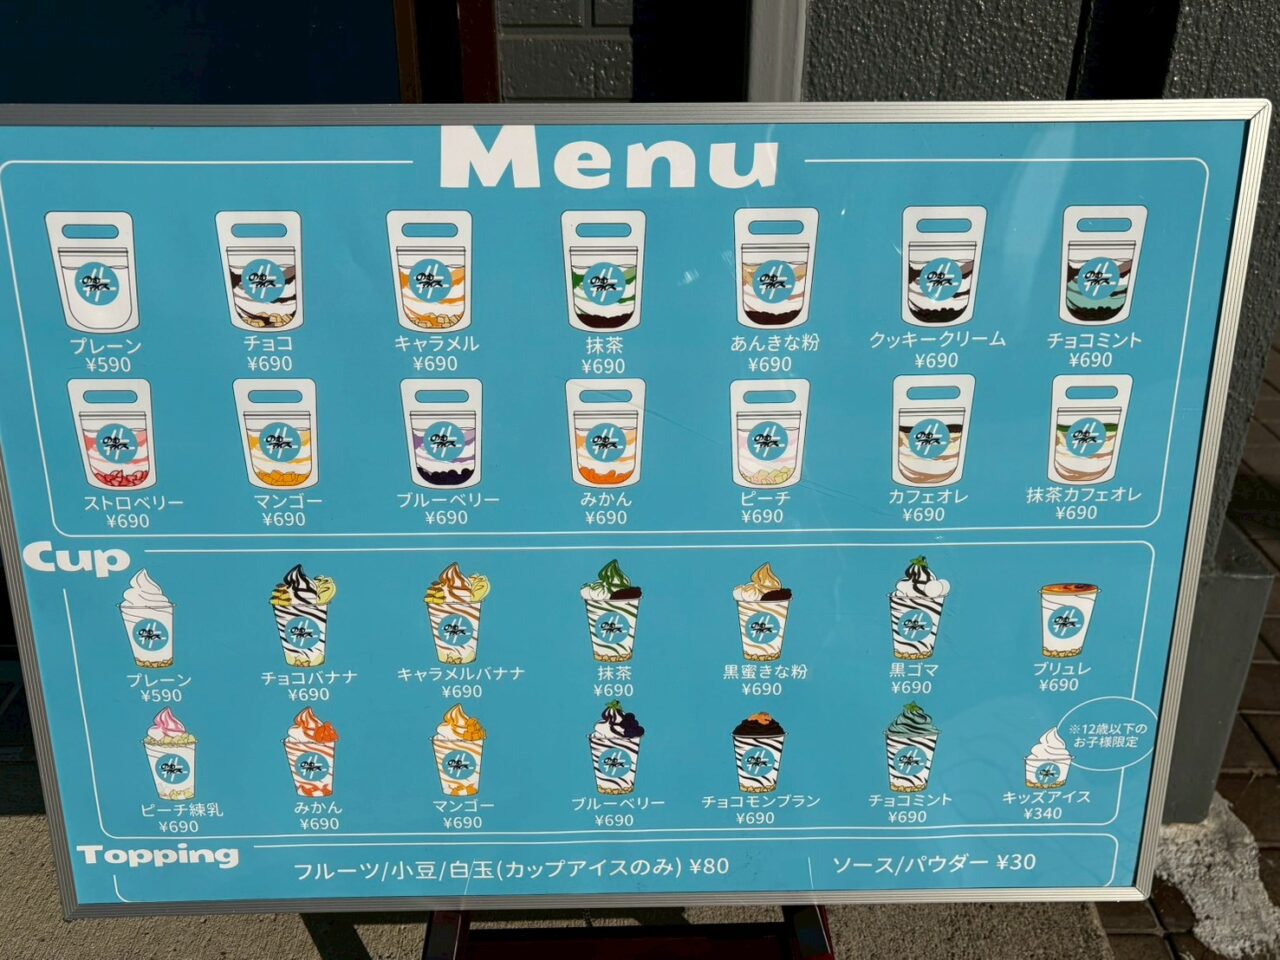 Menu
プレーン
¥590
チョコ
¥690
キャラメル
¥690
抹茶
¥690
あんきな粉
¥690
クッキークリーム
¥690
チョコミント
¥690
ストロベリー
¥690
マンゴー
¥690
ブルーベリー
¥690
みかん
¥690
ピーチ
¥690
カフェオレ
¥690
抹茶カフェオレ
¥690
Cup
プレーン
¥590
チョコバナナ
¥690
キャラメルバナナ
¥690
抹茶
¥690
黒蜜きな粉
¥690
黒ゴマ
¥690
ブリュレ
¥690
ピーチ練乳
¥690
みかん
¥690
マンゴー
¥690
ブルーベリー
¥690
チョコモンブラン
¥690
チョコミント
¥690
※12歳以下の
お子様限定
キッズアイス
¥340
Topping
フルーツ/小豆/白玉(カップアイスのみ) ¥80
ソース/パウダー ¥30